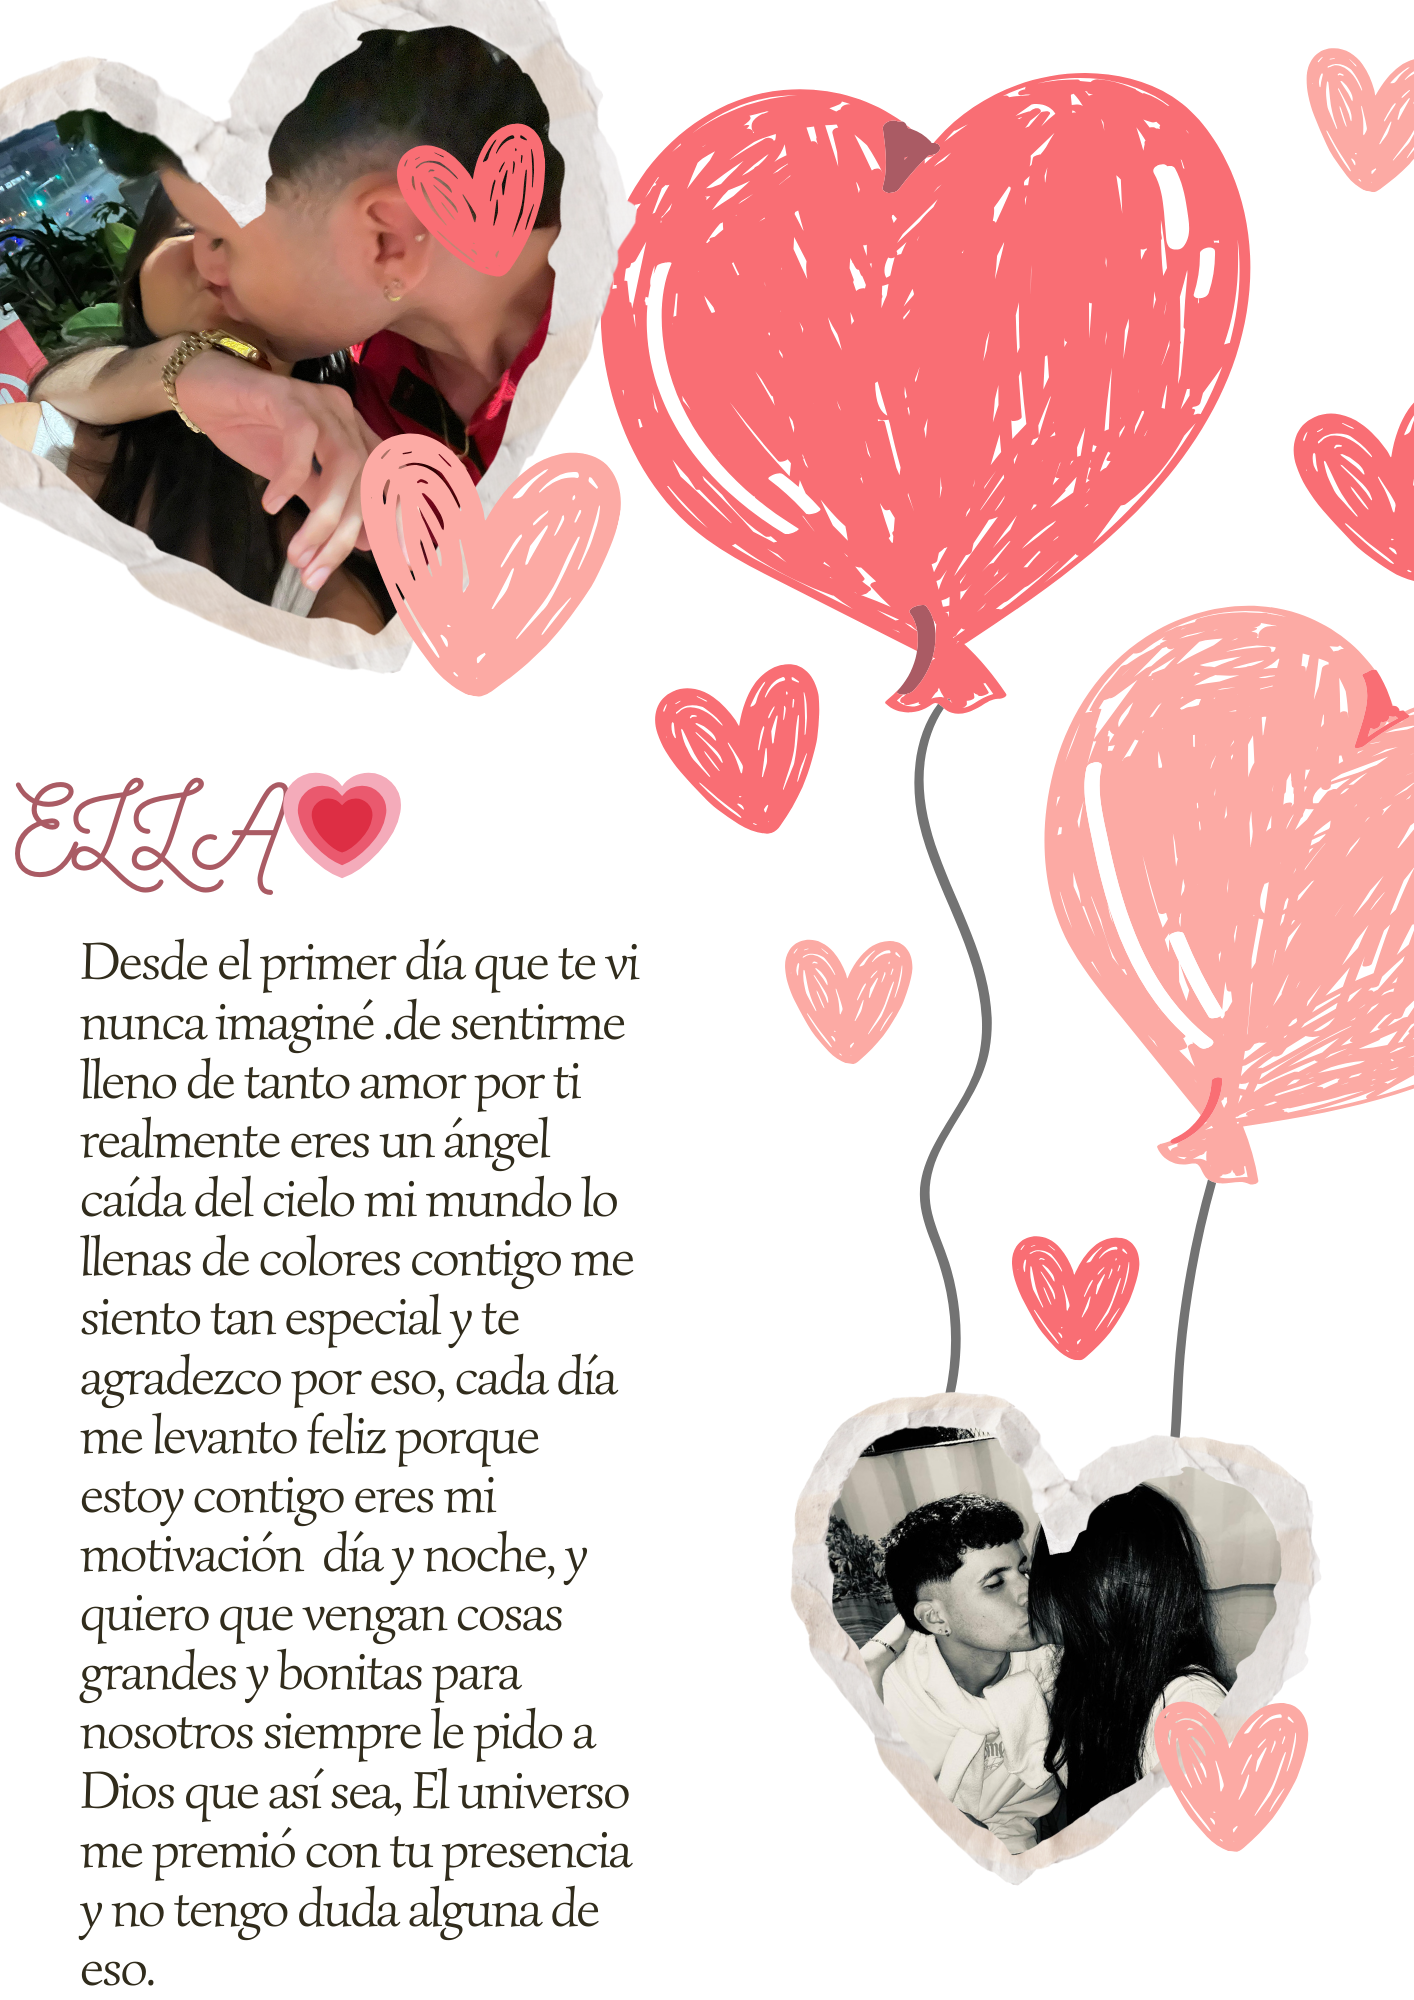 ELLA
Desde el primer día que te vi
nunca imaginé .de sentirme
lleno de tanto amor por ti
realmente eres un ángel
caída del cielo mi mundo lo
llenas de colores contigo me
siento tan especial y te
agradezco por eso, cada día
me levanto feliz porque
estoy contigo eres mi
motivación  día y noche, y
quiero que vengan cosas
grandes y bonitas para
nosotros siempre le pido a
Dios que así sea, El universo
me premió con tu presencia
y no tengo duda alguna de
eso.